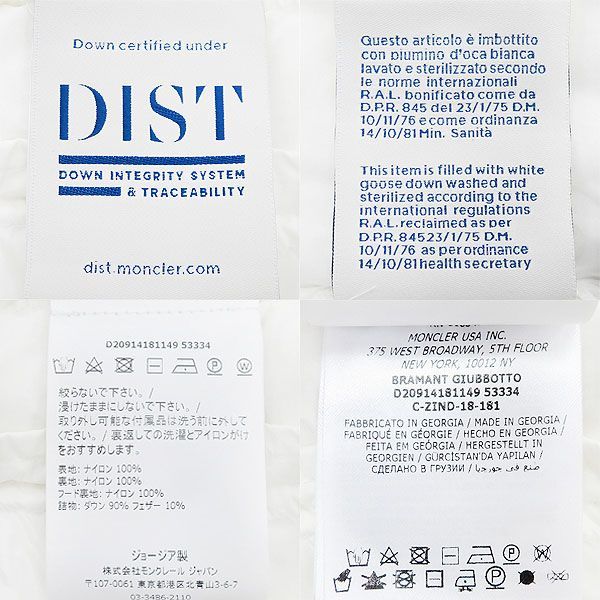 Down certified under
DIST
DOWN INTEGRITY SYSTEM
& TRACEABILITY
dist.moncler.com
Questo articolo è imbottito
con piumino d'oca bianca
lavato e sterilizzato secondo
le norme internazionali
R.A.L. bonificato come da
D.P.R. 845 del 23/1/75 D.M.
10/11/76 e come ordinanza
14/10/81 Min. Sanità
This item is filled with white
goose down washed and
sterilized according to the
international regulations
R.A.L. reclaimed as per
D.P.R. 84523/1/75 D.M.
10/11/76 as per ordinance
14/10/81 health secretary
D20914181149 53334
絞らないで下さい。/
浸けたままにしないで下さい。/
取り外し可能な付属品は洗う前に外して
ください。/ 裏返しての洗濯とアイロンがけ
をおすすめします。
表地: ナイロン 100%
裏地: ナイロン 100%
フード裏地: ナイロン 100%
詰物: ダウン 90% フェザー 10%
ジョージア製
株式会社モンクレール ジャパン
〒107-0061 東京都港区北青山3-6-7
03-3486-2110
MONCLER USA INC.
375 WEST BROADWAY, 5TH FLOOR
NEW YORK, 10012 NY
BRAMANT GIUBBOTTO
D20914181149 53334
C-ZIND-18-181
FABBRICATO IN GEORGIA / MADE IN GEORGIA /
FABRIQUÉ EN GÉORGIE / HECHO EN GEORGIA /
FEITA EM GEÓRGIA / HERGESTELLT IN
GEORGIEN / GÜRCİSTAN'DA YAPILAN /
СДЕЛАНО В ГРУЗИИ / صنع في جورجيا